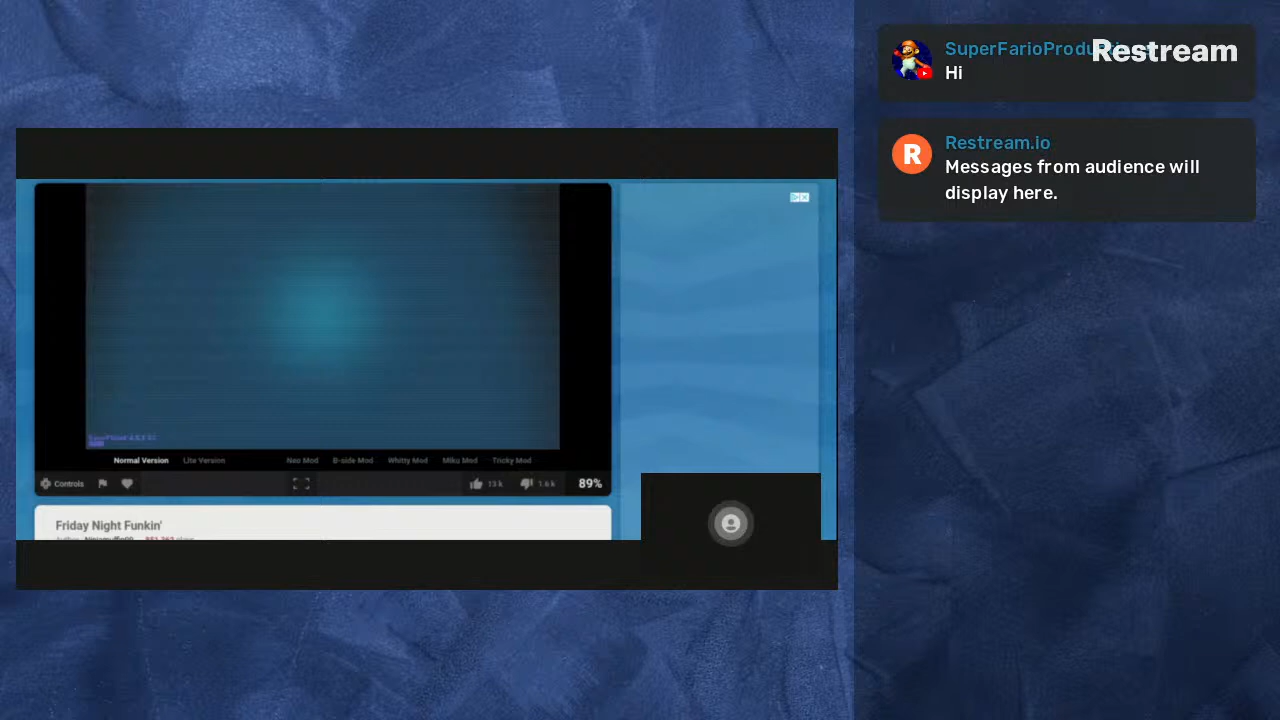 SuperFarioProdu
Restream
Hi
Restream.io
Messages from audience will
display here.
Normal Version
Lite Version
Neo Mod
B-side Mod
Whitty Mod
Miku Mod
Tricky Mod
Controls
13 k
1.6 k
89%
Friday Night Funkin'